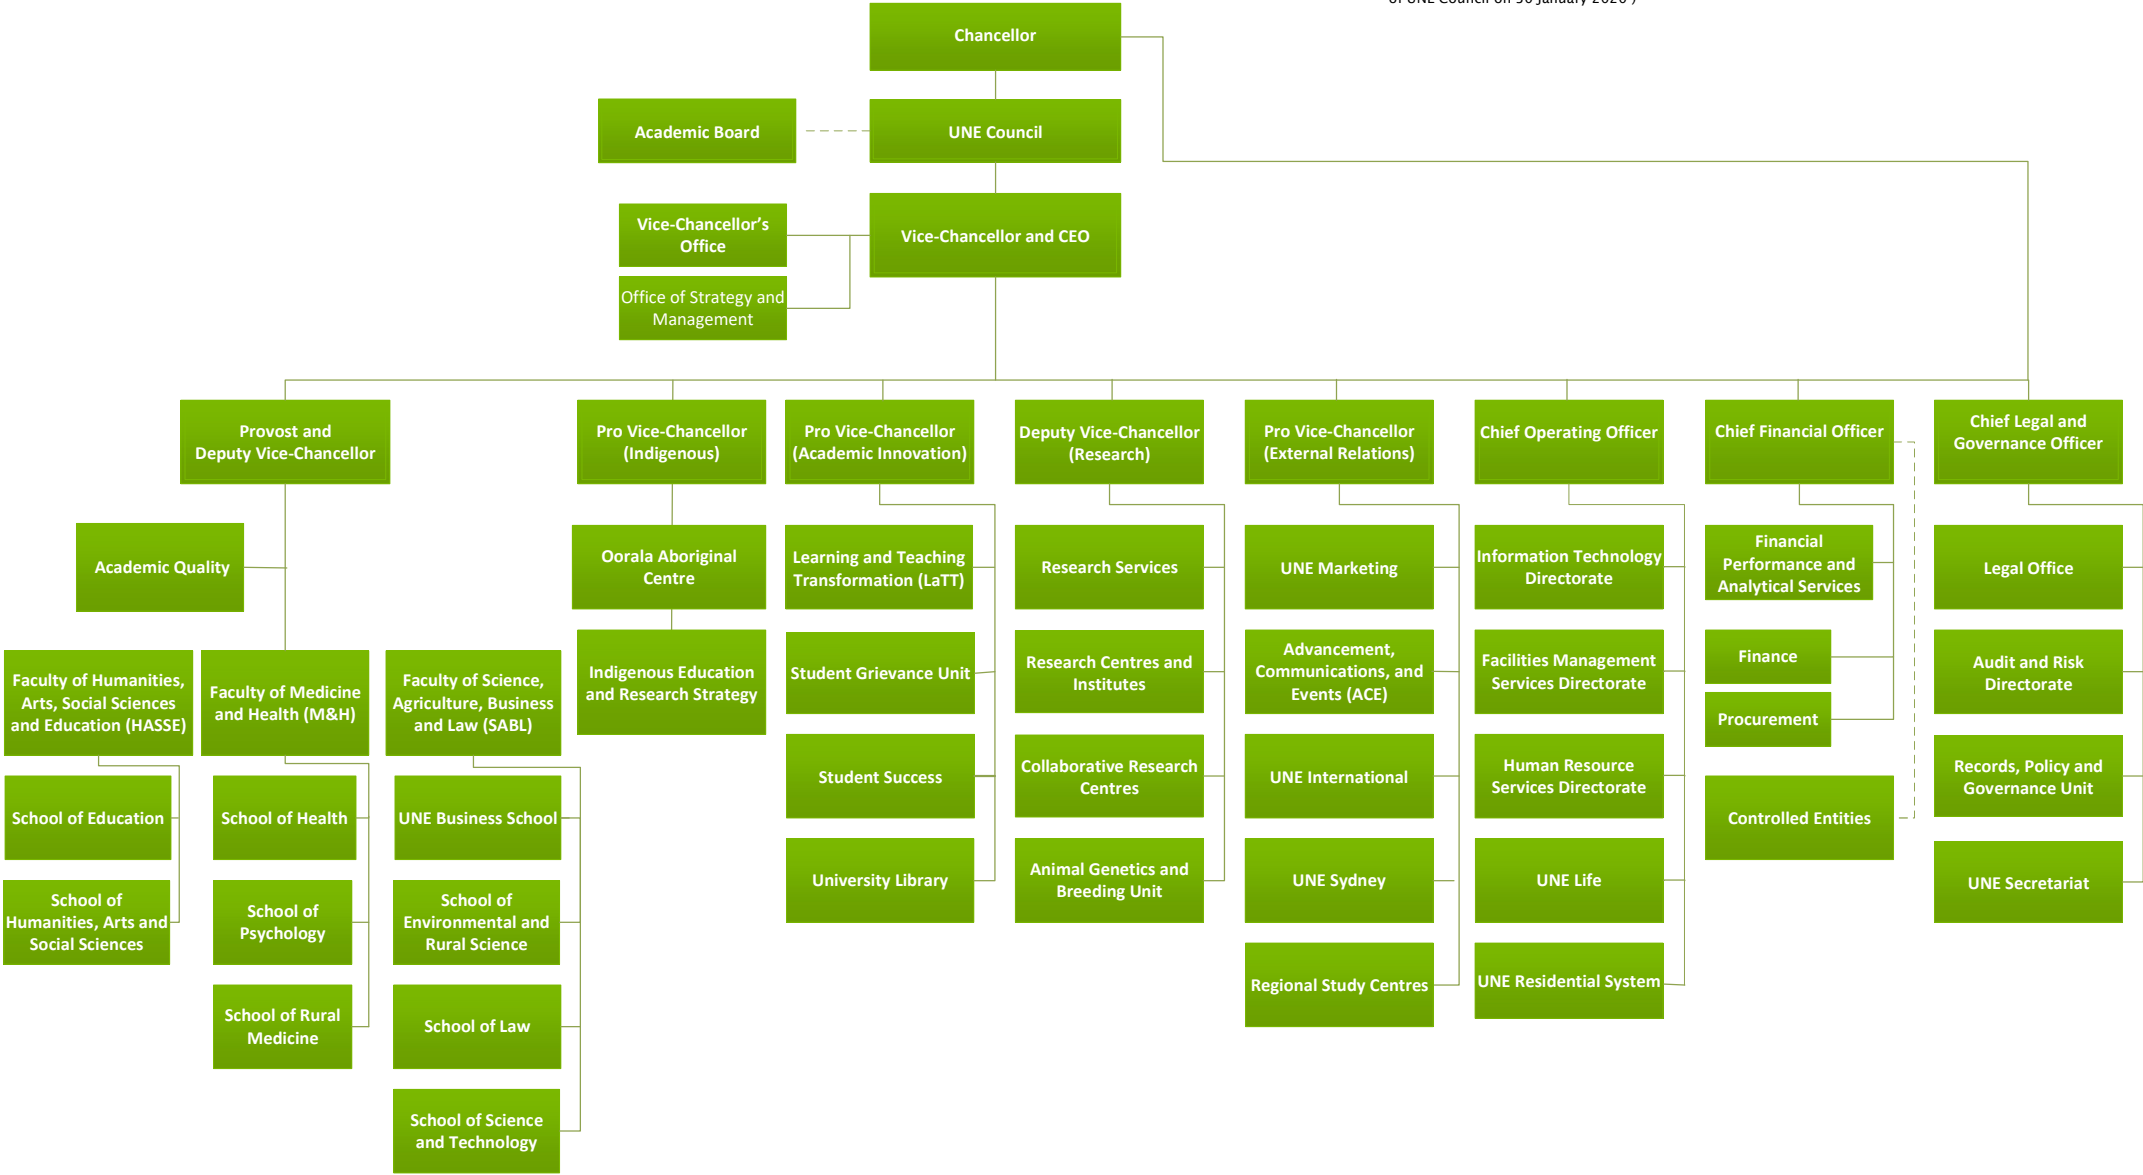 of UNE Council on 30 January 2020 )
Chancellor
Academic Board
UNE Council
Vice-Chancellor's
Office
Vice-Chancellor and CEO
Office of Strategy and
Management
Provost and
Deputy Vice-Chancellor
Pro Vice-Chancellor
(Indigenous)
Pro Vice-Chancellor
(Academic Innovation)
Deputy Vice-Chancellor
(Research)
Pro Vice-Chancellor
(External Relations)
Chief Operating Officer
Chief Financial Officer
Chief Legal and
Governance Officer
Academic Quality
Faculty of Humanities,
Arts, Social Sciences
and Education (HASSE)
School of Education
School of
Humanities, Arts and
Social Sciences
Faculty of Medicine
and Health (M&H)
School of Health
School of
Psychology
School of Rural
Medicine
Faculty of Science,
Agriculture, Business
and Law (SABL)
UNE Business School
School of
Environmental and
Rural Science
School of Law
School of Science
and Technology
Oorala Aboriginal
Centre
Indigenous Education
and Research Strategy
Learning and Teaching
Transformation (LaTT)
Student Grievance Unit
Student Success
University Library
Research Services
Research Centres and
Institutes
Collaborative Research
Centres
Animal Genetics and
Breeding Unit
UNE Marketing
Advancement,
Communications, and
Events (ACE)
UNE International
UNE Sydney
Regional Study Centres
Information Technology
Directorate
Facilities Management
Services Directorate
Human Resource
Services Directorate
UNE Life
UNE Residential System
Financial
Performance and
Analytical Services
Finance
Procurement
Controlled Entities
Legal Office
Audit and Risk
Directorate
Records, Policy and
Governance Unit
UNE Secretariat